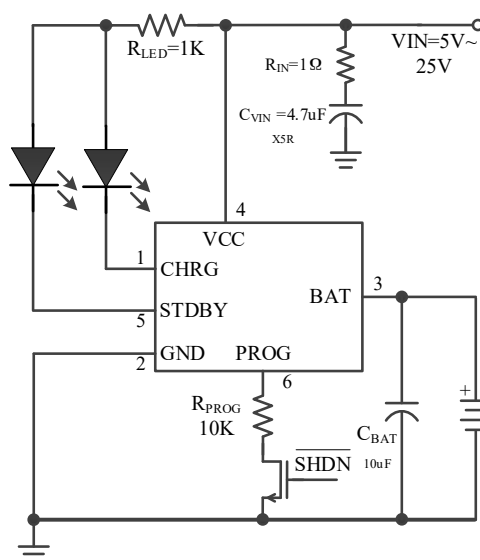 RLED=1K
VIN=5V~
25V
RIN=1Ω
CVIN =4.7uF
X5R
4
VCC
1
CHRG
3
BAT
STDBY
5
GND
PROG
2
6
RPROG
10K
SHDN
+
CBAT
10uF